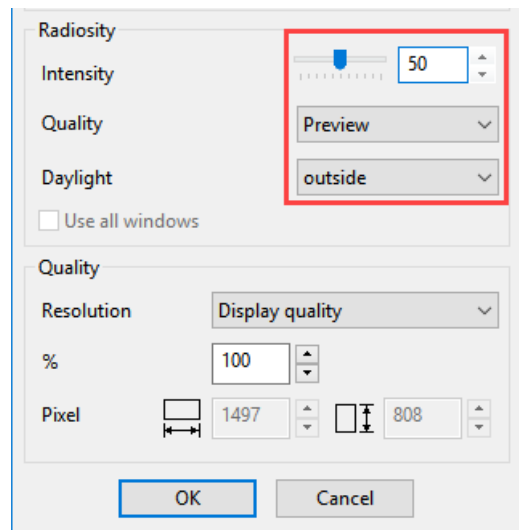 Radiosity
Intensity 50
Quality Preview
Daylight outside
Use all windows
Quality
Resolution Display quality
% 100
Pixel 1497 808
OK Cancel